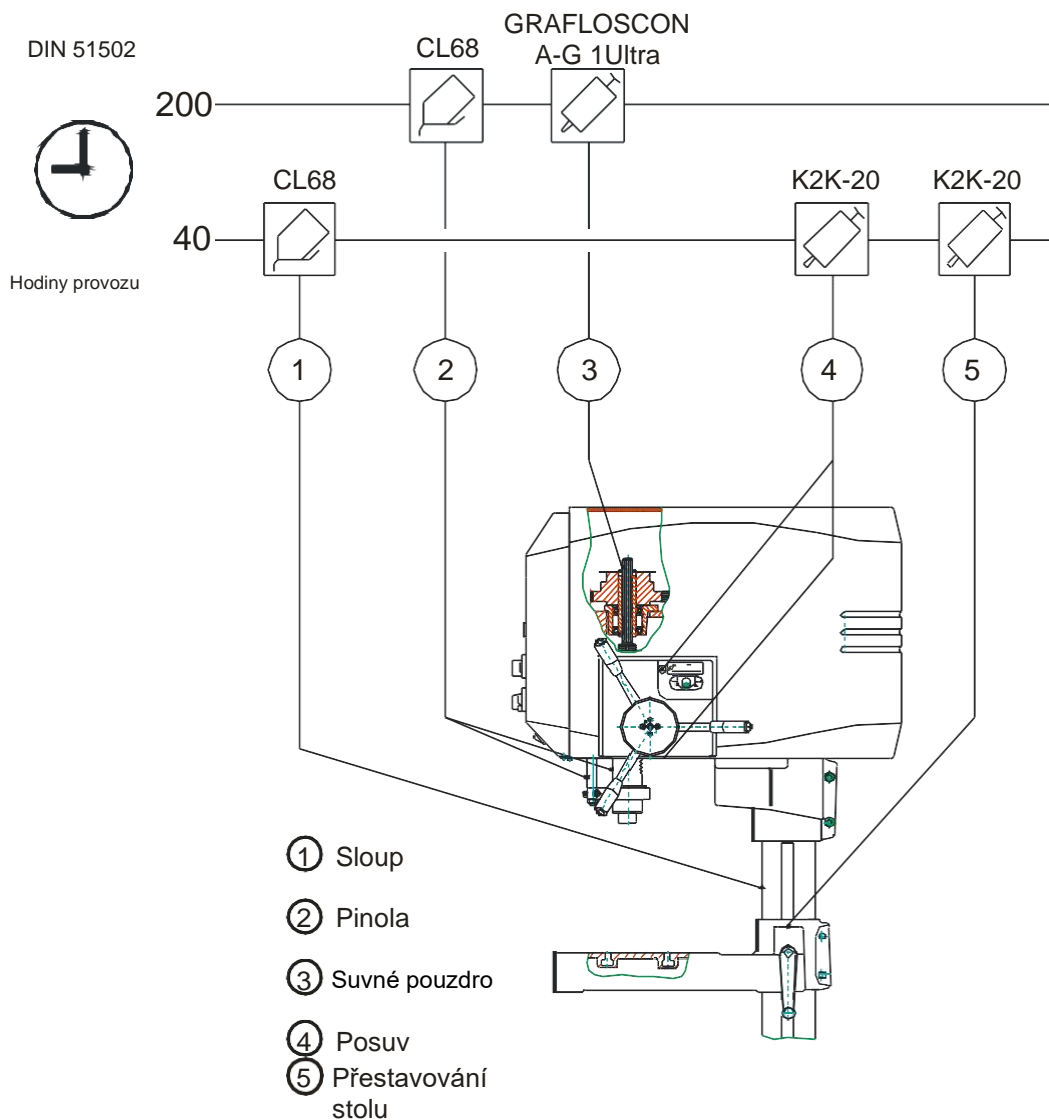 DIN 51502
GRAFLOSCON
A-G 1Ultra
CL68
200
CL68
K2K-20
K2K-20
40
Hodiny provozu
1
2
3
4
5
1 Sloup
2 Pinola
3 Suvné pouzdro
4 Posuv
5 Přestavování
stolu